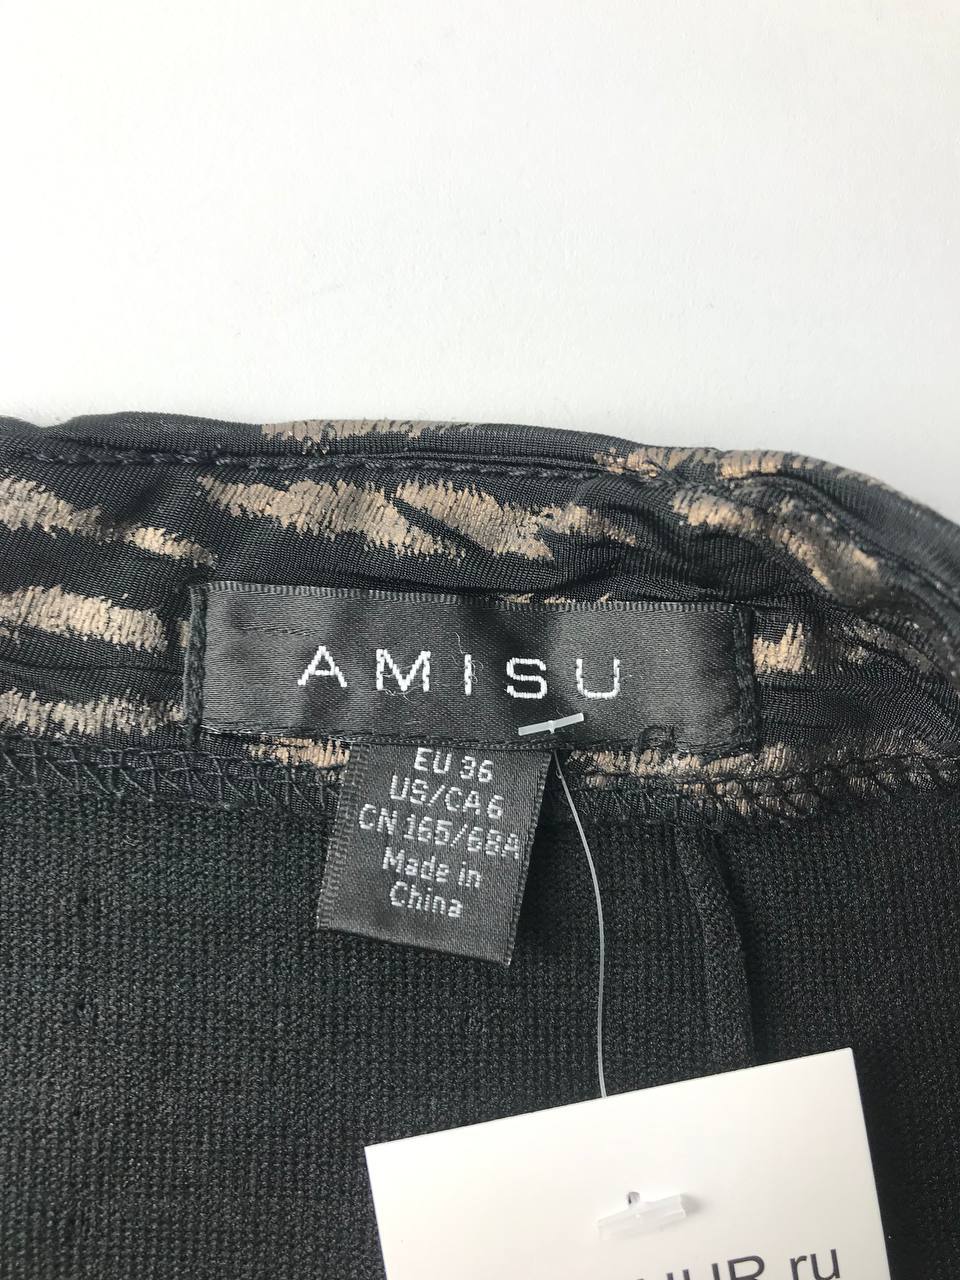 AMISU
EU 36
US/CA 6
CN 165/68A
Made in
China